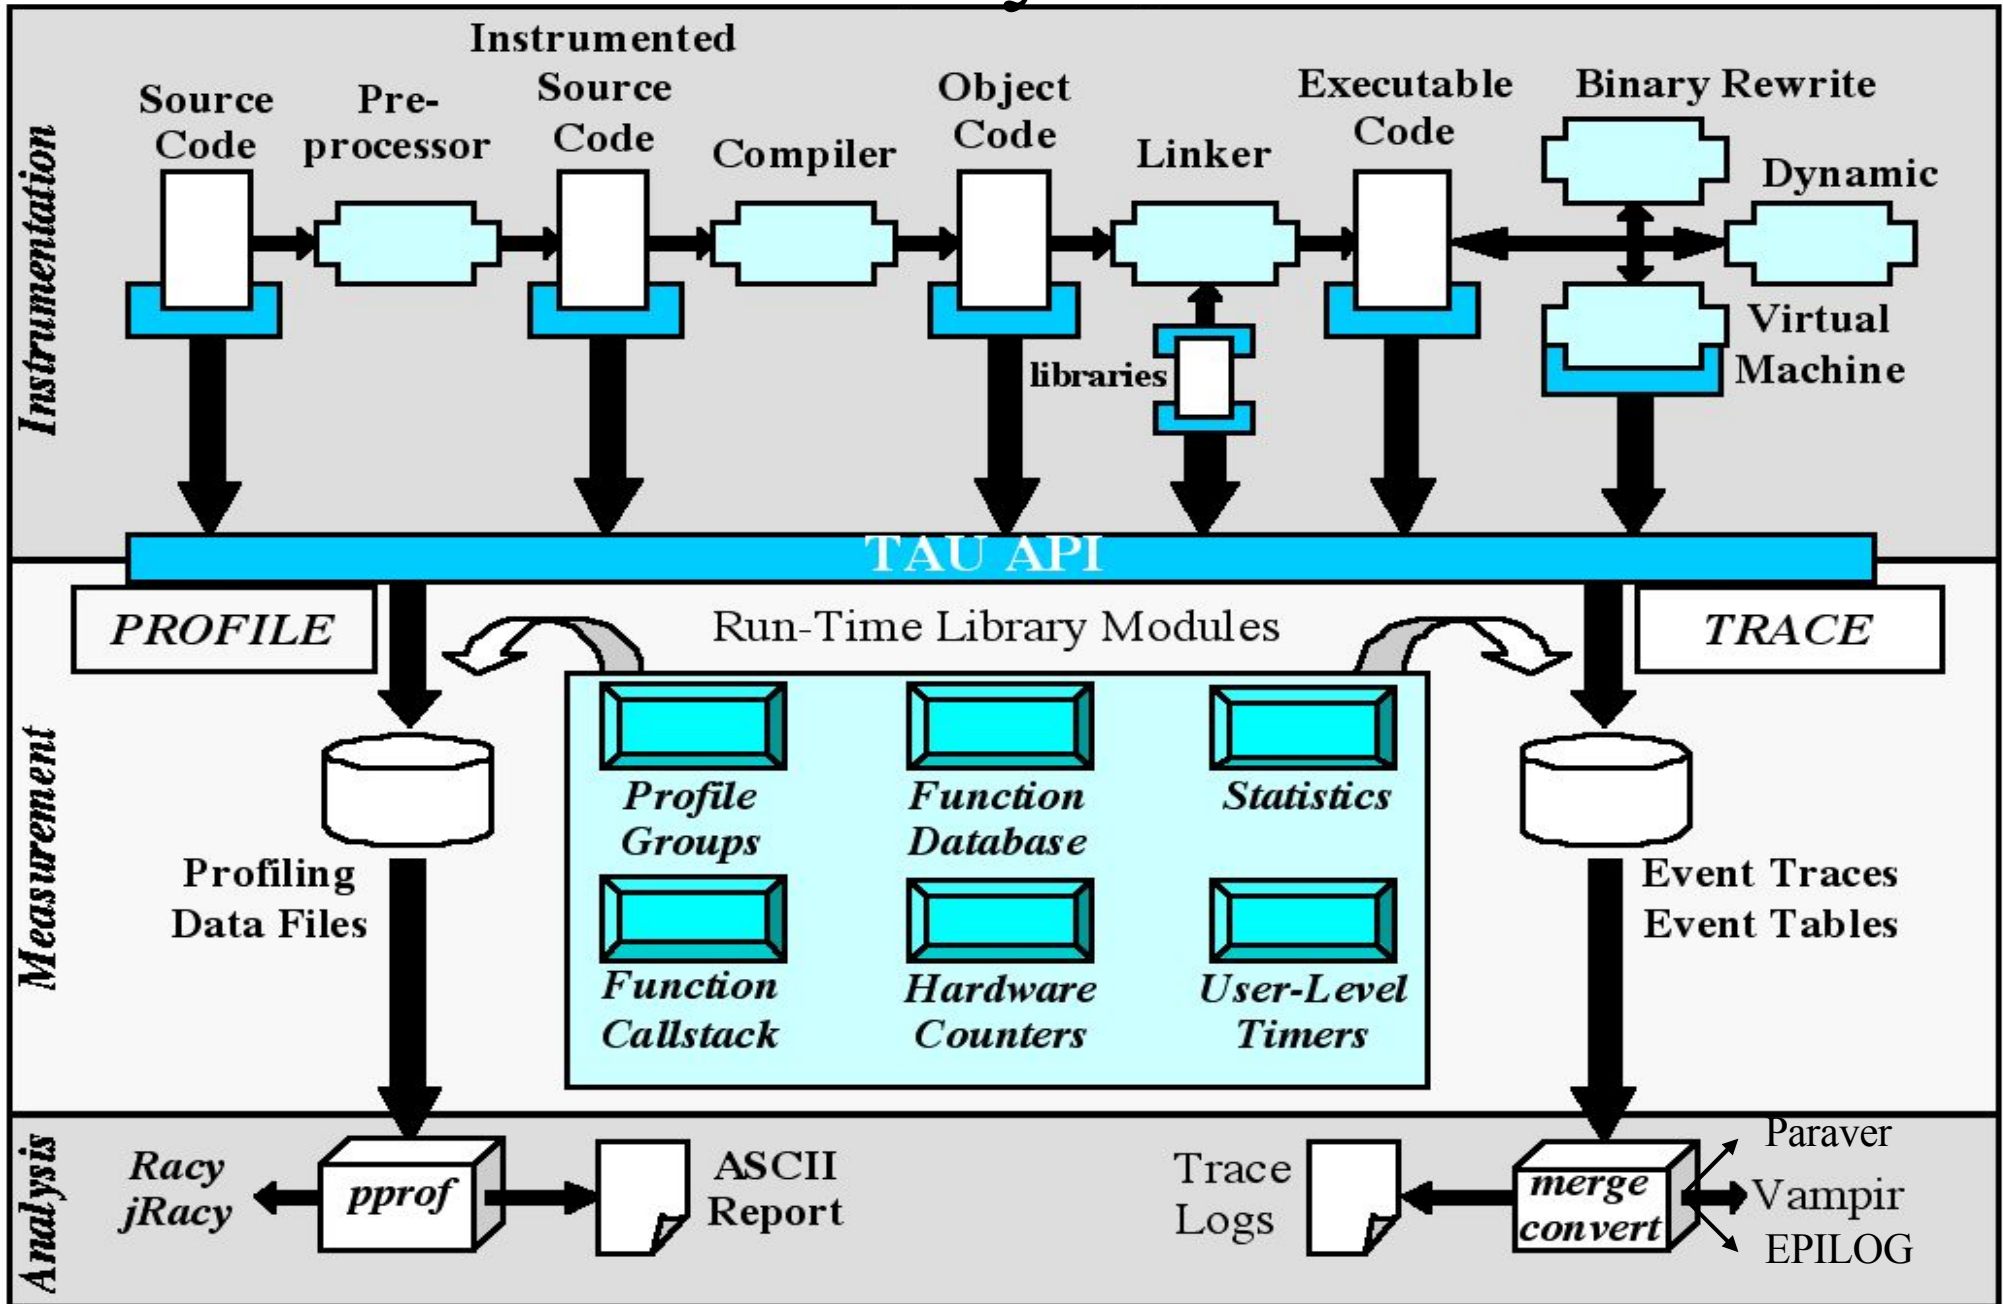 Instrumentation
Source
Code
Pre-
processor
Instrumented
Source
Code
Compiler
Object
Code
Linker
libraries
Executable
Code
Binary Rewrite
Dynamic
Virtual
Machine
TAU API
Measurement
PROFILE
Run-Time Library Modules
TRACE
Profile
Groups
Function
Database
Statistics
Function
Callstack
Hardware
Counters
User-Level
Timers
Profiling
Data Files
Event Traces
Event Tables
Analysis
Racy
jRacy
pprof
ASCII
Report
Trace
Logs
merge
convert
Paraver
Vampir
EPILOG